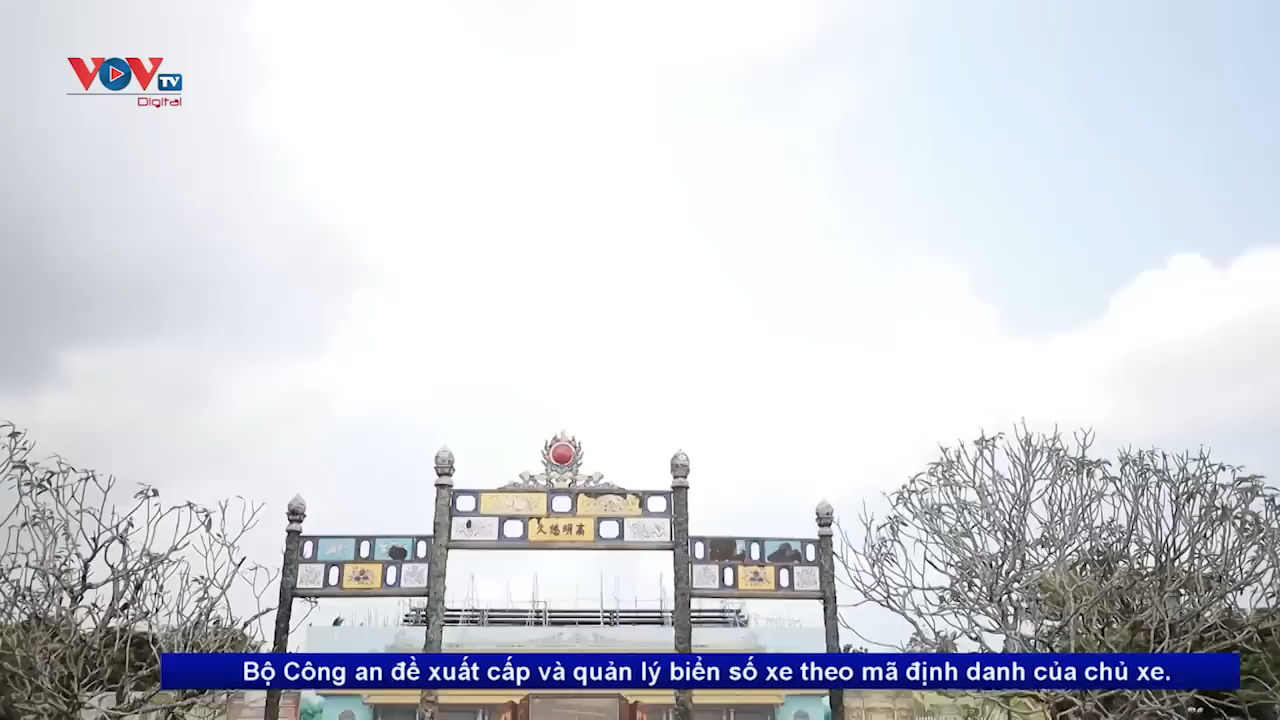 VOV TV
Digital
久悠明高
Bộ Công an đề xuất cấp và quản lý biển số xe theo mã định danh của chủ xe.